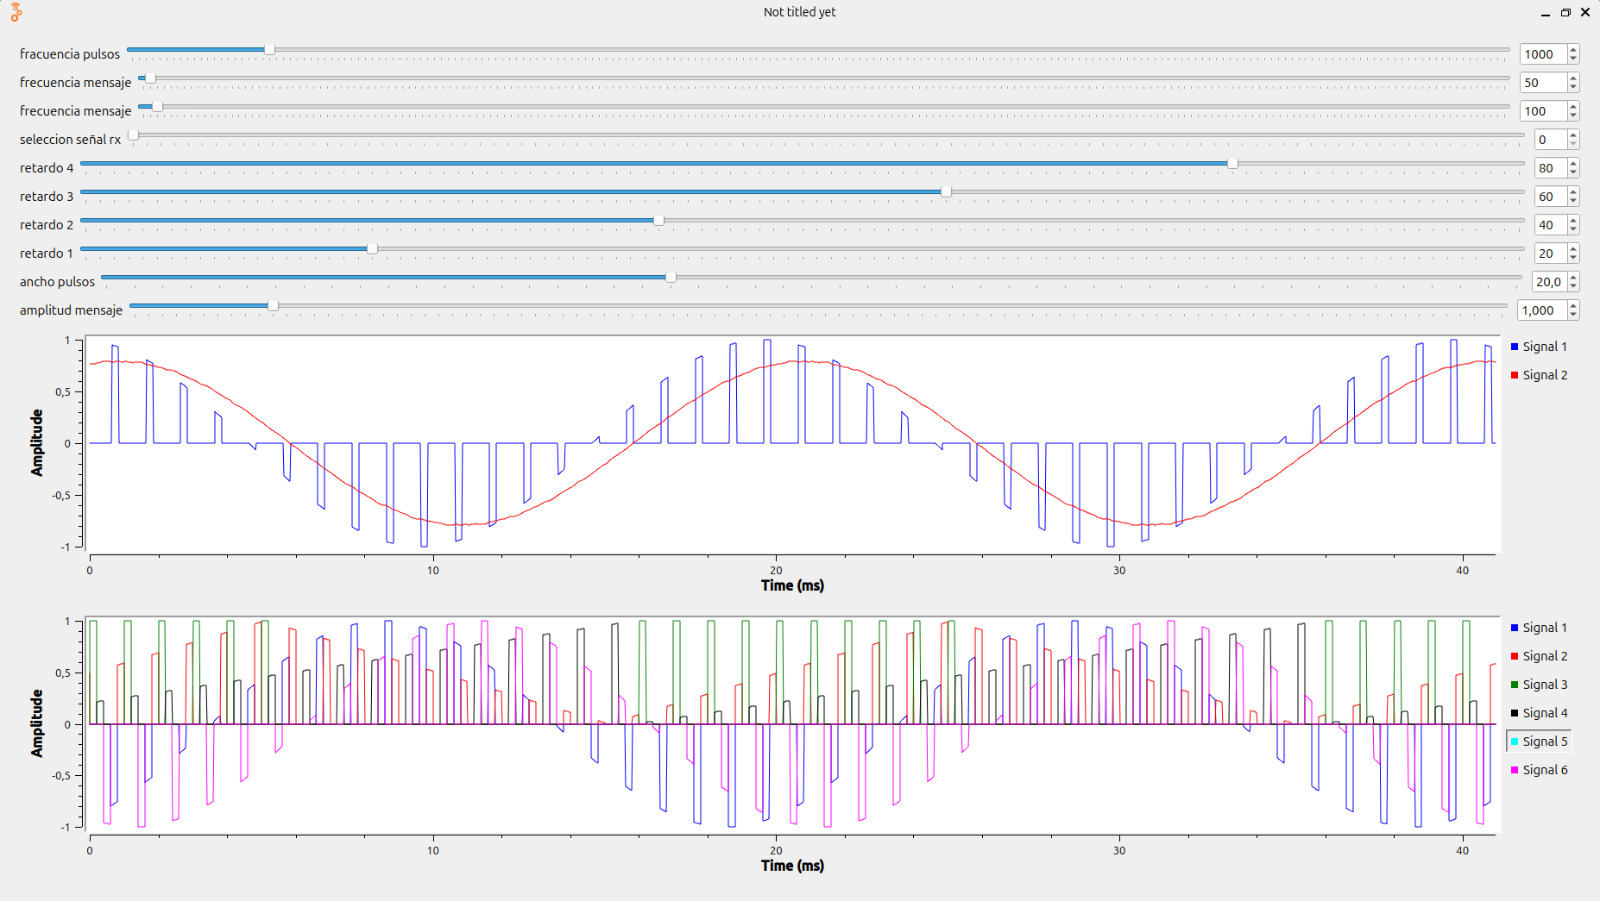 Not titled yet
fracuencia pulsos 1000
frecuencia mensaje 50
frecuencia mensaje 100
seleccion señal rx 0
retardo 4 80
retardo 3 60
retardo 2 40
retardo 1 20
ancho pulsos 20,0
amplitud mensaje 1,000
Amplitude
1
0,5
0
-0,5
-1
0 10 20 30 40
Time (ms)
Signal 1
Signal 2
Amplitude
1
0,5
0
-0,5
-1
0 10 20 30 40
Time (ms)
Signal 1
Signal 2
Signal 3
Signal 4
Signal 5
Signal 6